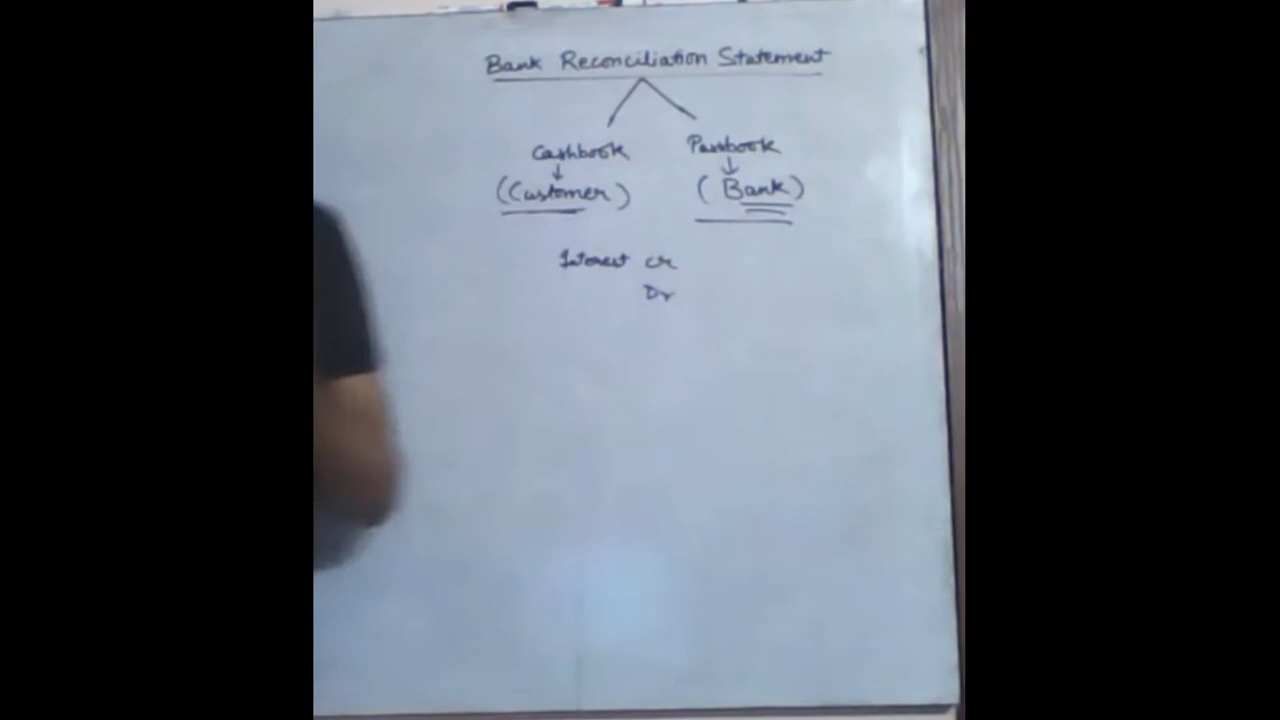 Bank Reconciliation Statement
Cashbook Passbook
(Customer) (Bank)
Interest cr
Dr